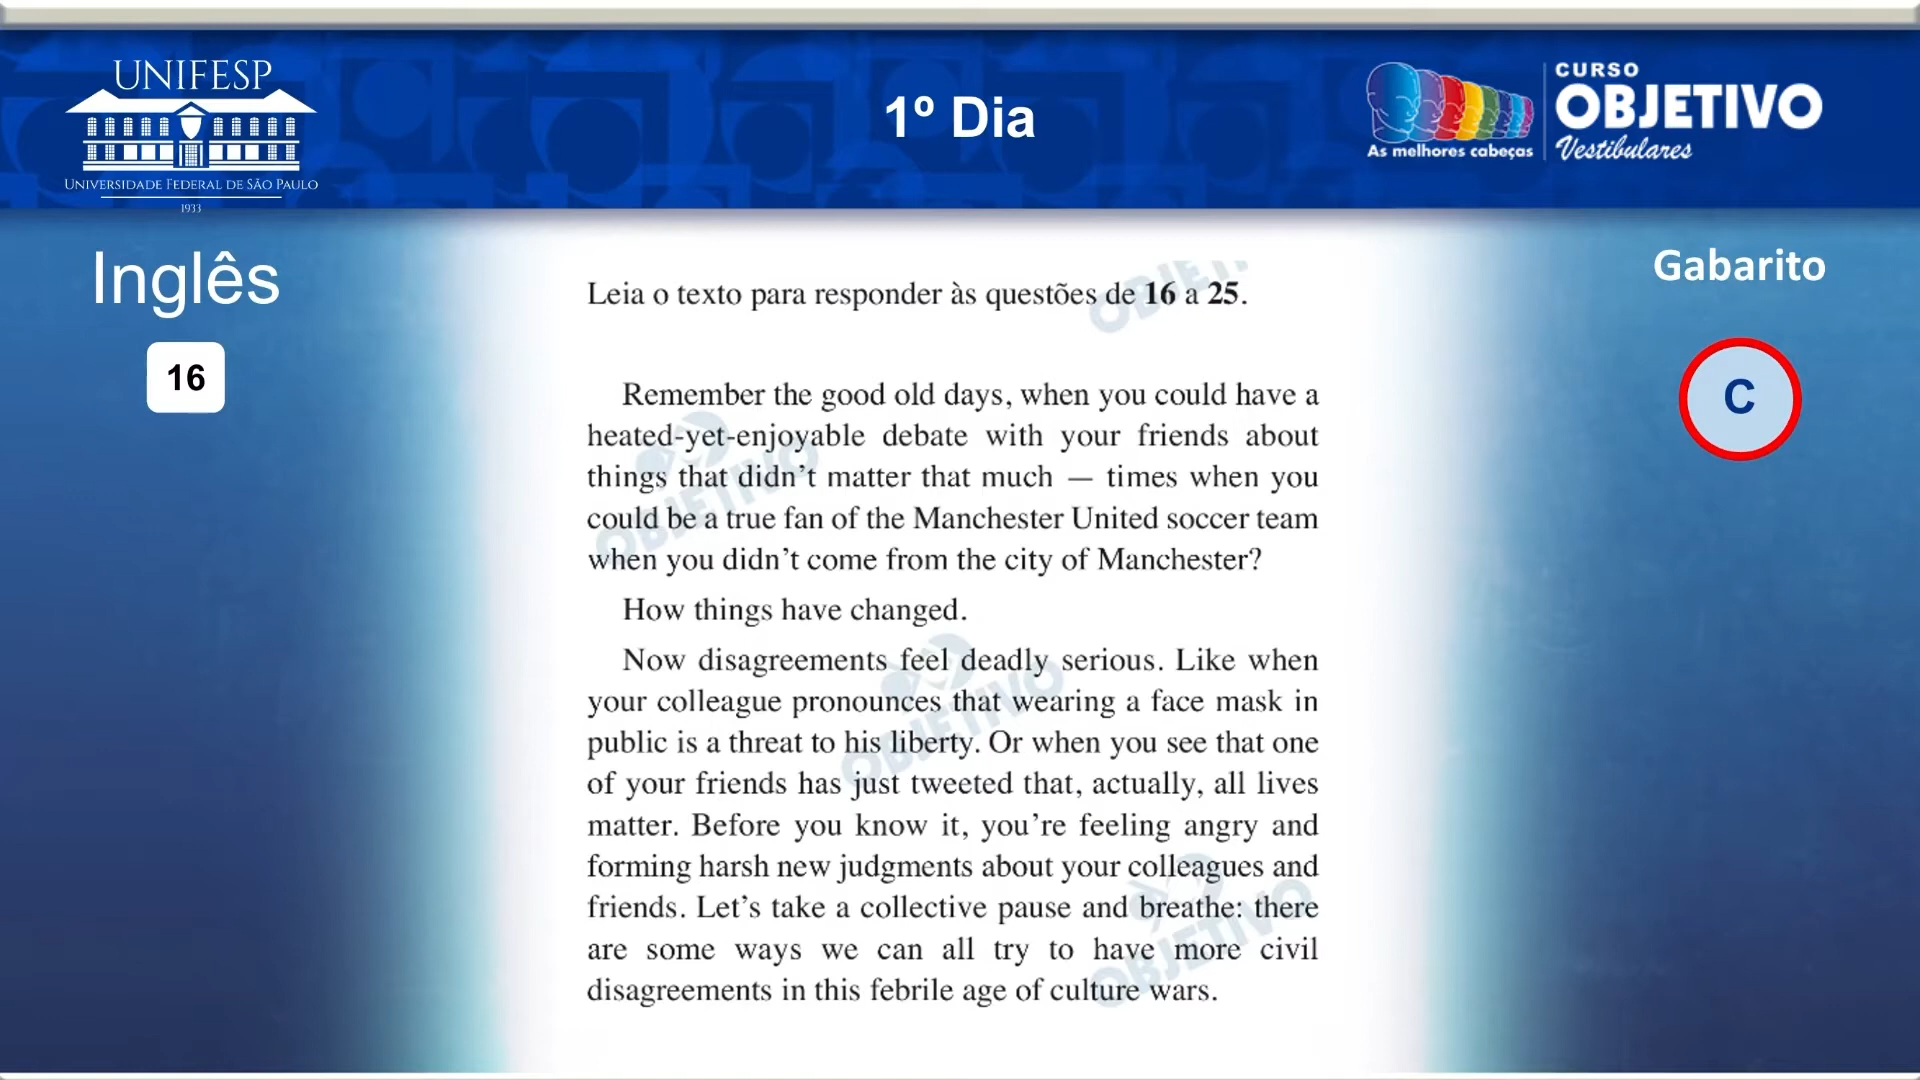 UNIFESP
UNIVERSIDADE FEDERAL DE SÃO PAULO
1933
1º Dia
As melhores cabeças
CURSO
OBJETIVO
Vestibulares
Inglês
16
Gabarito
C
Leia o texto para responder às questões de 16 a 25.
Remember the good old days, when you could have a
heated-yet-enjoyable debate with your friends about
things that didn’t matter that much — times when you
could be a true fan of the Manchester United soccer team
when you didn’t come from the city of Manchester?
How things have changed.
Now disagreements feel deadly serious. Like when
your colleague pronounces that wearing a face mask in
public is a threat to his liberty. Or when you see that one
of your friends has just tweeted that, actually, all lives
matter. Before you know it, you’re feeling angry and
forming harsh new judgments about your colleagues and
friends. Let’s take a collective pause and breathe: there
are some ways we can all try to have more civil
disagreements in this febrile age of culture wars.
OBJETIVO
OBJETIVO
OBJETIVO
OBJETIVO